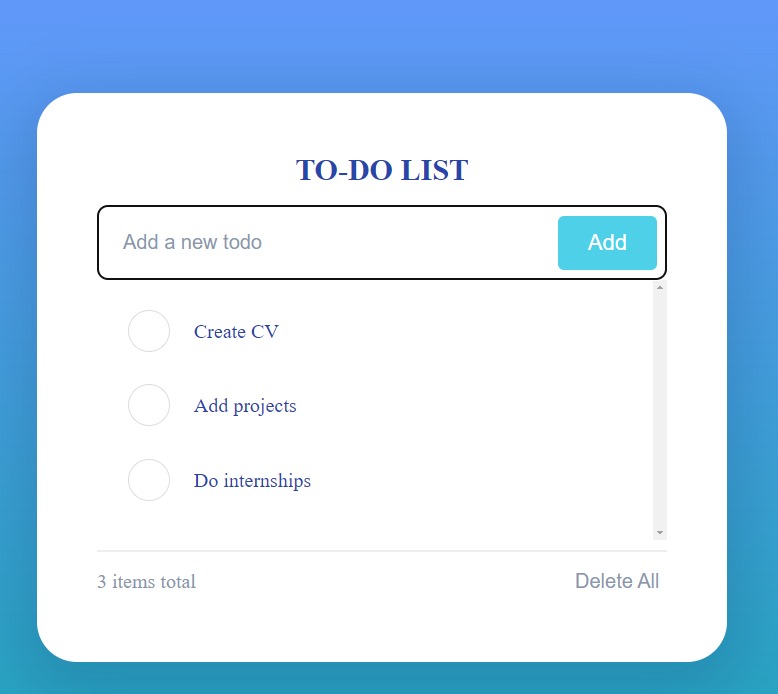 TO-DO LIST
Add a new todo Add
Create CV
Add projects
Do internships
3 items total Delete All